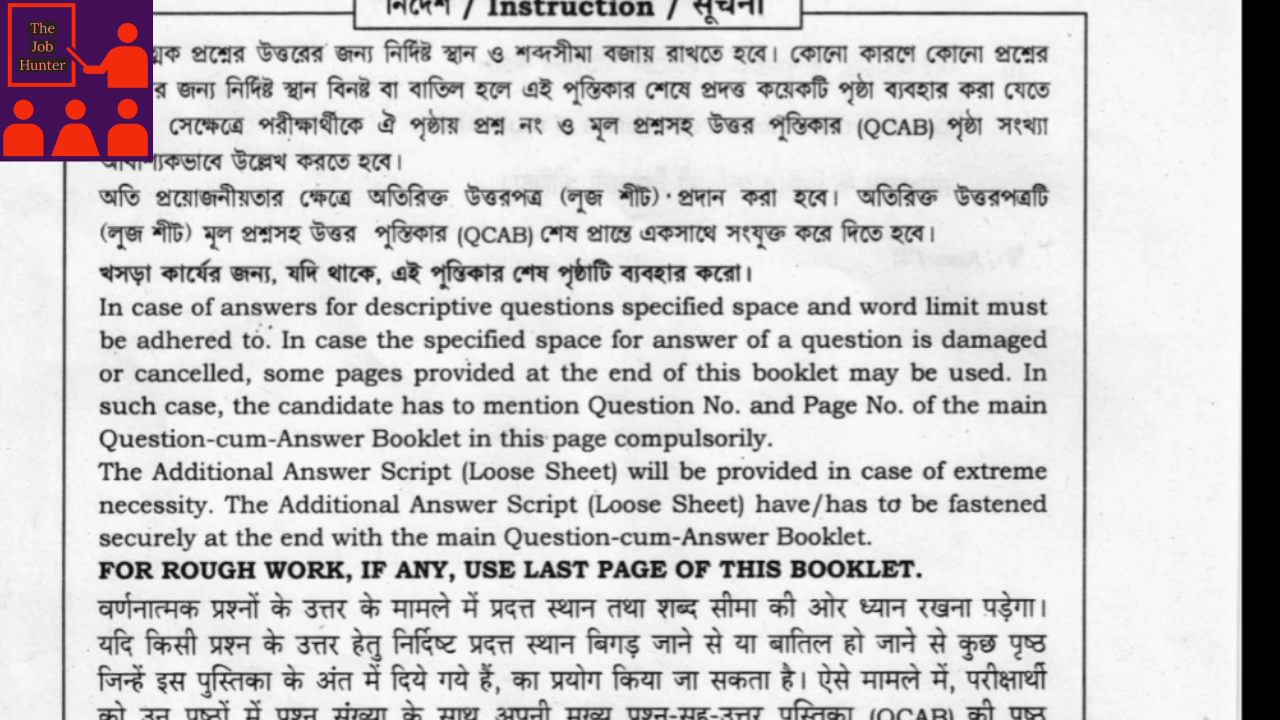 The
Job
Hunter
নির্দেশ / Instruction / सूचना
প্রশ্নের উত্তরের জন্য নির্দিষ্ট স্থান ও শব্দসীমা বজায় রাখতে হবে। কোনো কারণে কোনো প্রশ্নের
জন্য নির্দিষ্ট স্থান বিনষ্ট বা বাতিল হলে এই পুস্তিকার শেষে প্রদত্ত কয়েকটি পৃষ্ঠা ব্যবহার করা যেতে
সেক্ষেত্রে পরীক্ষার্থীকে ঐ পৃষ্ঠায় প্রশ্ন নং ও মূল প্রশ্নসহ উত্তর পুস্তিকার (QCAB) পৃষ্ঠা সংখ্যা
আবশ্যিকভাবে উল্লেখ করতে হবে।
অতি প্রয়োজনীয়তার ক্ষেত্রে অতিরিক্ত উত্তরপত্র (লুজ শীট) প্রদান করা হবে। অতিরিক্ত উত্তরপত্রটি
(লুজ শীট) মূল প্রশ্নসহ উত্তর পুস্তিকার (QCAB) শেষ প্রান্তে একসাথে সংযুক্ত করে দিতে হবে।
খসড়া কার্যের জন্য, যদি থাকে, এই পুস্তিকার শেষ পৃষ্ঠাটি ব্যবহার করো।
In case of answers for descriptive questions specified space and word limit must
be adhered to. In case the specified space for answer of a question is damaged
or cancelled, some pages provided at the end of this booklet may be used. In
such case, the candidate has to mention Question No. and Page No. of the main
Question-cum-Answer Booklet in this page compulsorily.
The Additional Answer Script (Loose Sheet) will be provided in case of extreme
necessity. The Additional Answer Script (Loose Sheet) have/has to be fastened
securely at the end with the main Question-cum-Answer Booklet.
FOR ROUGH WORK, IF ANY, USE LAST PAGE OF THIS BOOKLET.
वर्णनात्मक प्रश्नों के उत्तर के मामले में प्रदत्त स्थान तथा शब्द सीमा की ओर ध्यान रखना पड़ेगा।
यदि किसी प्रश्न के उत्तर हेतु निर्दिष्ट प्रदत्त स्थान बिगड़ जाने से या बातिल हो जाने से कुछ पृष्ठ
जिन्हें इस पुस्तिका के अंत में दिये गये हैं, का प्रयोग किया जा सकता है। ऐसे मामले में, परीक्षार्थी
को उन पृष्ठों में प्रश्न संख्या के साथ अपनी मुख्य प्रश्न-सह-उत्तर पुस्तिका (QCAB) की पृष्ठ